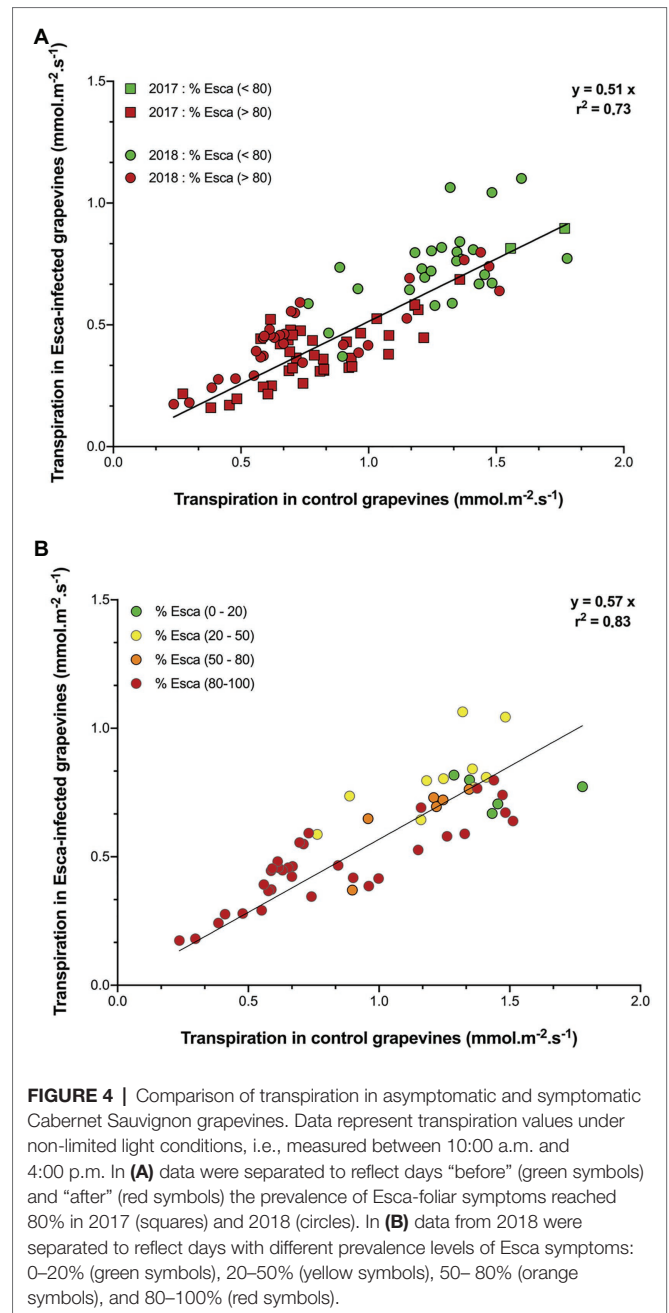 A
2017 : % Esca (< 80)
2017 : % Esca (> 80)
2018 : % Esca (< 80)
2018 : % Esca (> 80)
y = 0.51 x
r² = 0.73
1.5
1.0
0.5
0.0
Transpiration in Esca-infected grapevines (mmol.m⁻².s⁻¹)
0.0 0.5 1.0 1.5 2.0
Transpiration in control grapevines (mmol.m⁻².s⁻¹)
B
% Esca (0 - 20)
% Esca (20 - 50)
% Esca (50 - 80)
% Esca (80-100)
y = 0.57 x
r² = 0.83
1.5
1.0
0.5
0.0
Transpiration in Esca-infected grapevines (mmol.m⁻².s⁻¹)
0.0 0.5 1.0 1.5 2.0
Transpiration in control grapevines (mmol.m⁻².s⁻¹)
FIGURE 4 | Comparison of transpiration in asymptomatic and symptomatic
Cabernet Sauvignon grapevines. Data represent transpiration values under
non-limited light conditions, i.e., measured between 10:00 a.m. and
4:00 p.m. In (A) data were separated to reflect days “before” (green symbols)
and “after” (red symbols) the prevalence of Esca-foliar symptoms reached
80% in 2017 (squares) and 2018 (circles). In (B) data from 2018 were
separated to reflect days with different prevalence levels of Esca symptoms:
0–20% (green symbols), 20–50% (yellow symbols), 50– 80% (orange
symbols), and 80–100% (red symbols).